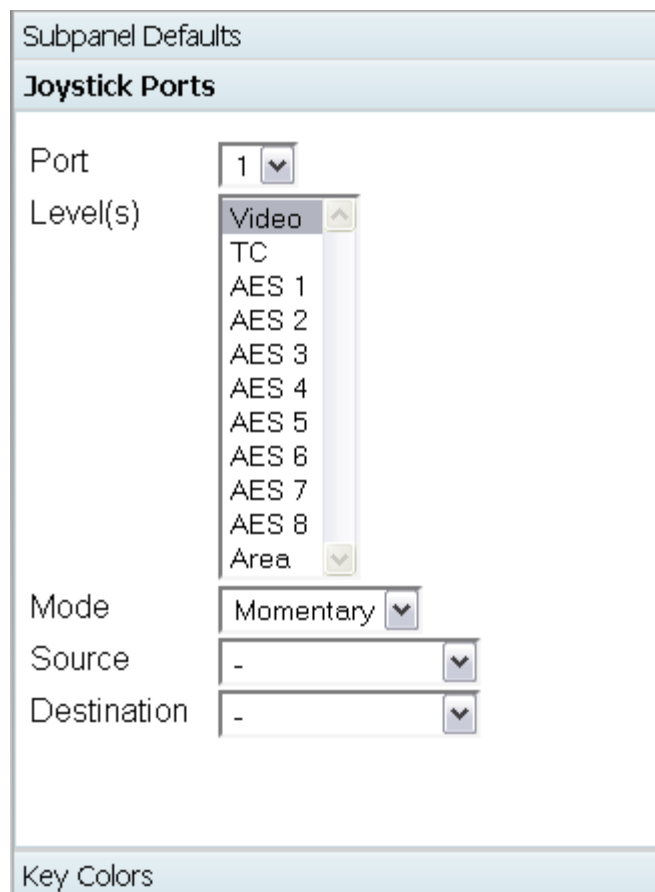 Subpanel Defaults
Joystick Ports
Port 1
Level(s) Video
TC
AES 1
AES 2
AES 3
AES 4
AES 5
AES 6
AES 7
AES 8
Area
Mode Momentary
Source -
Destination -
Key Colors